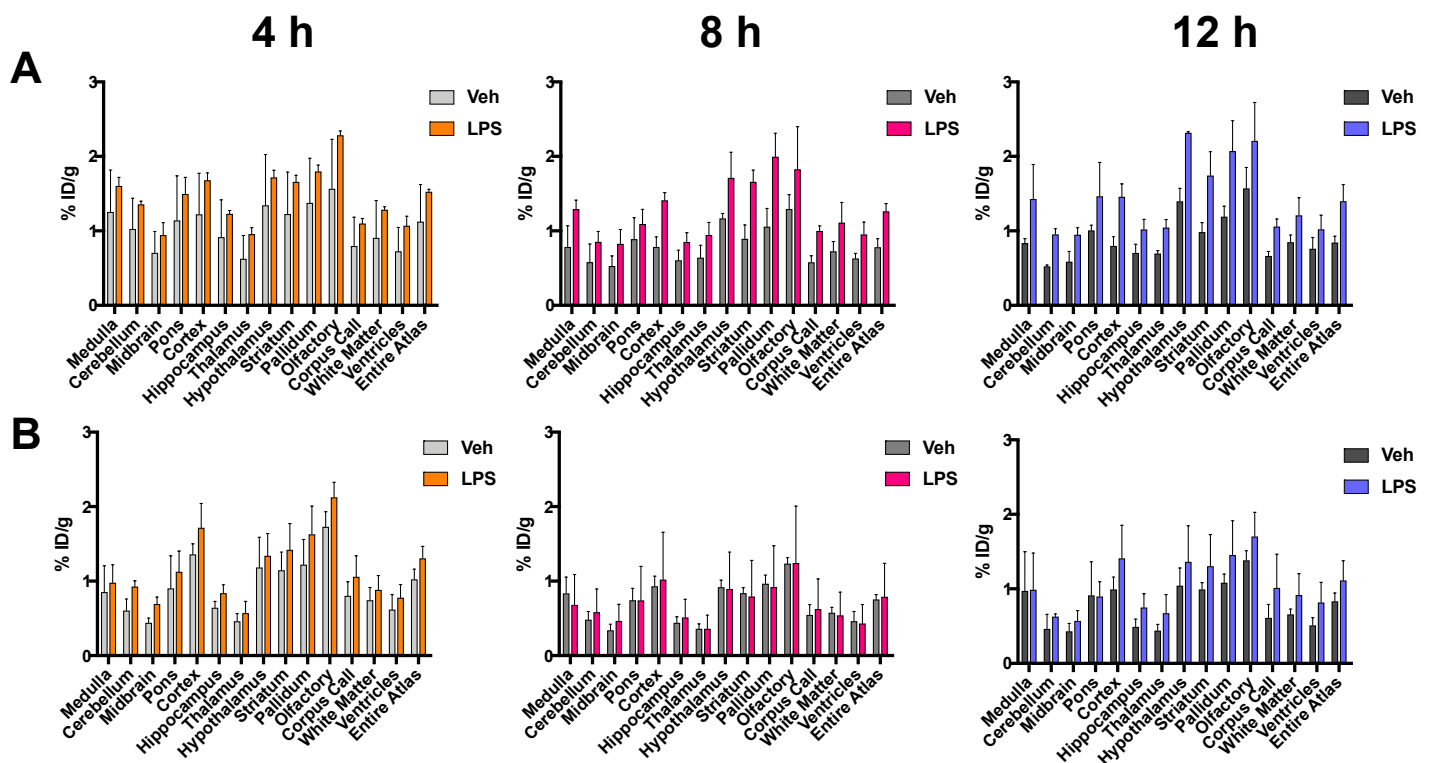 4 h
8 h
12 h
A
3
2
1
0
% ID/g
Veh
LPS
Medulla
Cerebellum
Midbrain
Pons
Cortex
Hippocampus
Thalamus
Hypothalamus
Striatum
Pallidum
Olfactory
Corpus Call
White Matter
Ventricles
Entire Atlas
3
2
1
0
% ID/g
Veh
LPS
Medulla
Cerebellum
Midbrain
Pons
Cortex
Hippocampus
Thalamus
Hypothalamus
Striatum
Pallidum
Olfactory
Corpus Call
White Matter
Ventricles
Entire Atlas
3
2
1
0
% ID/g
Veh
LPS
Medulla
Cerebellum
Midbrain
Pons
Cortex
Hippocampus
Thalamus
Hypothalamus
Striatum
Pallidum
Olfactory
Corpus Call
White Matter
Ventricles
Entire Atlas
B
3
2
1
0
% ID/g
Veh
LPS
Medulla
Cerebellum
Midbrain
Pons
Cortex
Hippocampus
Thalamus
Hypothalamus
Striatum
Pallidum
Olfactory
Corpus Call
White Matter
Ventricles
Entire Atlas
3
2
1
0
% ID/g
Veh
LPS
Medulla
Cerebellum
Midbrain
Pons
Cortex
Hippocampus
Thalamus
Hypothalamus
Striatum
Pallidum
Olfactory
Corpus Call
White Matter
Ventricles
Entire Atlas
3
2
1
0
% ID/g
Veh
LPS
Medulla
Cerebellum
Midbrain
Pons
Cortex
Hippocampus
Thalamus
Hypothalamus
Striatum
Pallidum
Olfactory
Corpus Call
White Matter
Ventricles
Entire Atlas